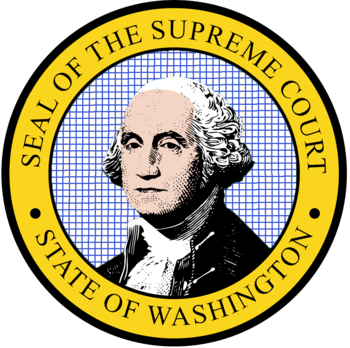 SEAL OF THE SUPREME COURT
STATE OF WASHINGTON